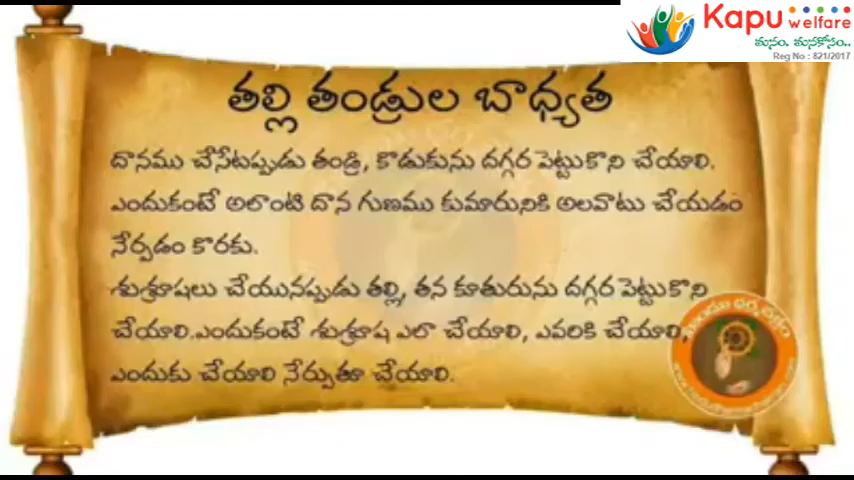 Kapu welfare
మనం. మనకోసం..
Reg No : 821/2017
తల్లి తండ్రుల బాధ్యత
దానము చేసేటప్పుడు తండ్రి, కొడుకును దగ్గర పెట్టుకొని చేయాలి.
ఎందుకంటే అలాంటి దాన గుణము కుమారునికి అలవాటు చేయడం
నేర్పడం కొరకు.
శుశ్రూషలు చేయునప్పుడు తల్లి, తన కూతురును దగ్గర పెట్టుకొని
చేయాలి.ఎందుకంటే శుశ్రూష ఎలా చేయాలి, ఎవరికి చేయాలి,
ఎందుకు చేయాలి నేర్పుతూ చేయాలి.